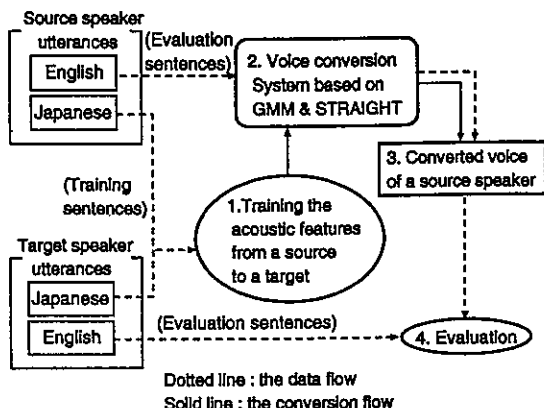 Source speaker
utterances
English
Japanese
(Evaluation
sentences)
2. Voice conversion
System based on
GMM & STRAIGHT
3. Converted voice
of a source speaker
(Training
sentences)
1.Training the
acoustic features
from a source
to a target
Target speaker
utterances
Japanese
English
(Evaluation sentences)
4. Evaluation
Dotted line : the data flow
Solid line : the conversion flow